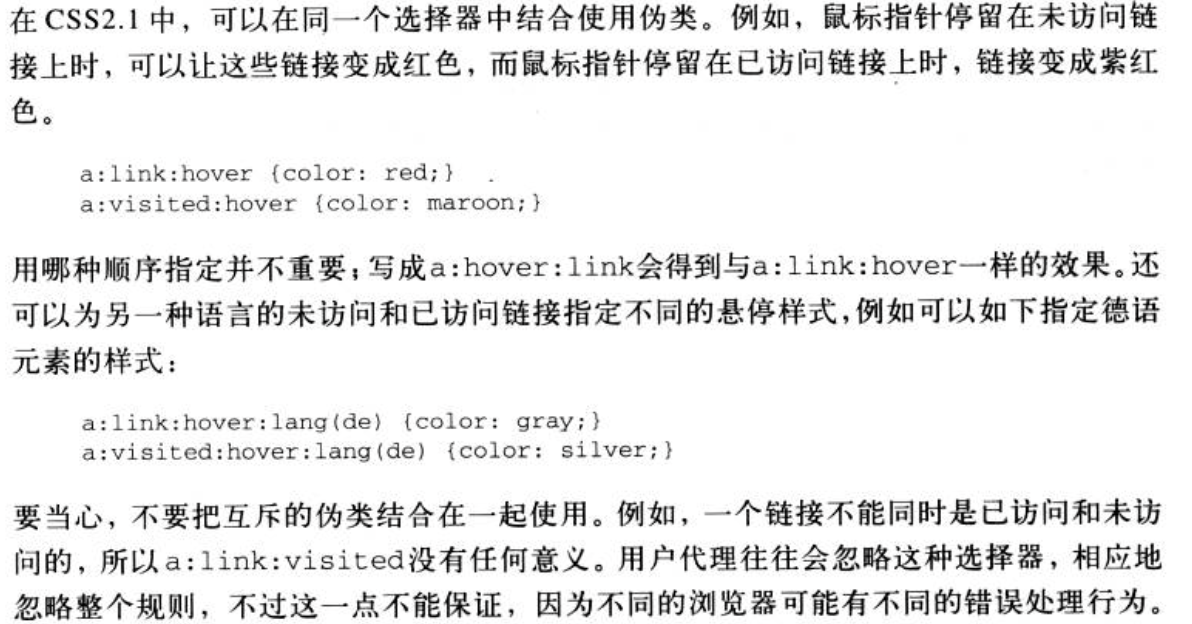 在CSS2.1中，可以在同一个选择器中结合使用伪类。例如，鼠标指针停留在未访问链
接上时，可以让这些链接变成红色，而鼠标指针停留在已访问链接上时，链接变成紫红
色。
a:link:hover {color: red;}
a:visited:hover {color: maroon;}
用哪种顺序指定并不重要；写成a:hover:link会得到与a:link:hover一样的效果。还
可以为另一种语言的未访问和已访问链接指定不同的悬停样式，例如可以如下指定德语
元素的样式：
a:link:hover:lang(de) {color: gray;}
a:visited:hover:lang(de) {color: silver;}
要当心，不要把互斥的伪类结合在一起使用。例如，一个链接不能同时是已访问和未访
问的，所以a:link:visited没有任何意义。用户代理往往会忽略这种选择器，相应地
忽略整个规则，不过这一点不能保证，因为不同的浏览器可能有不同的错误处理行为。